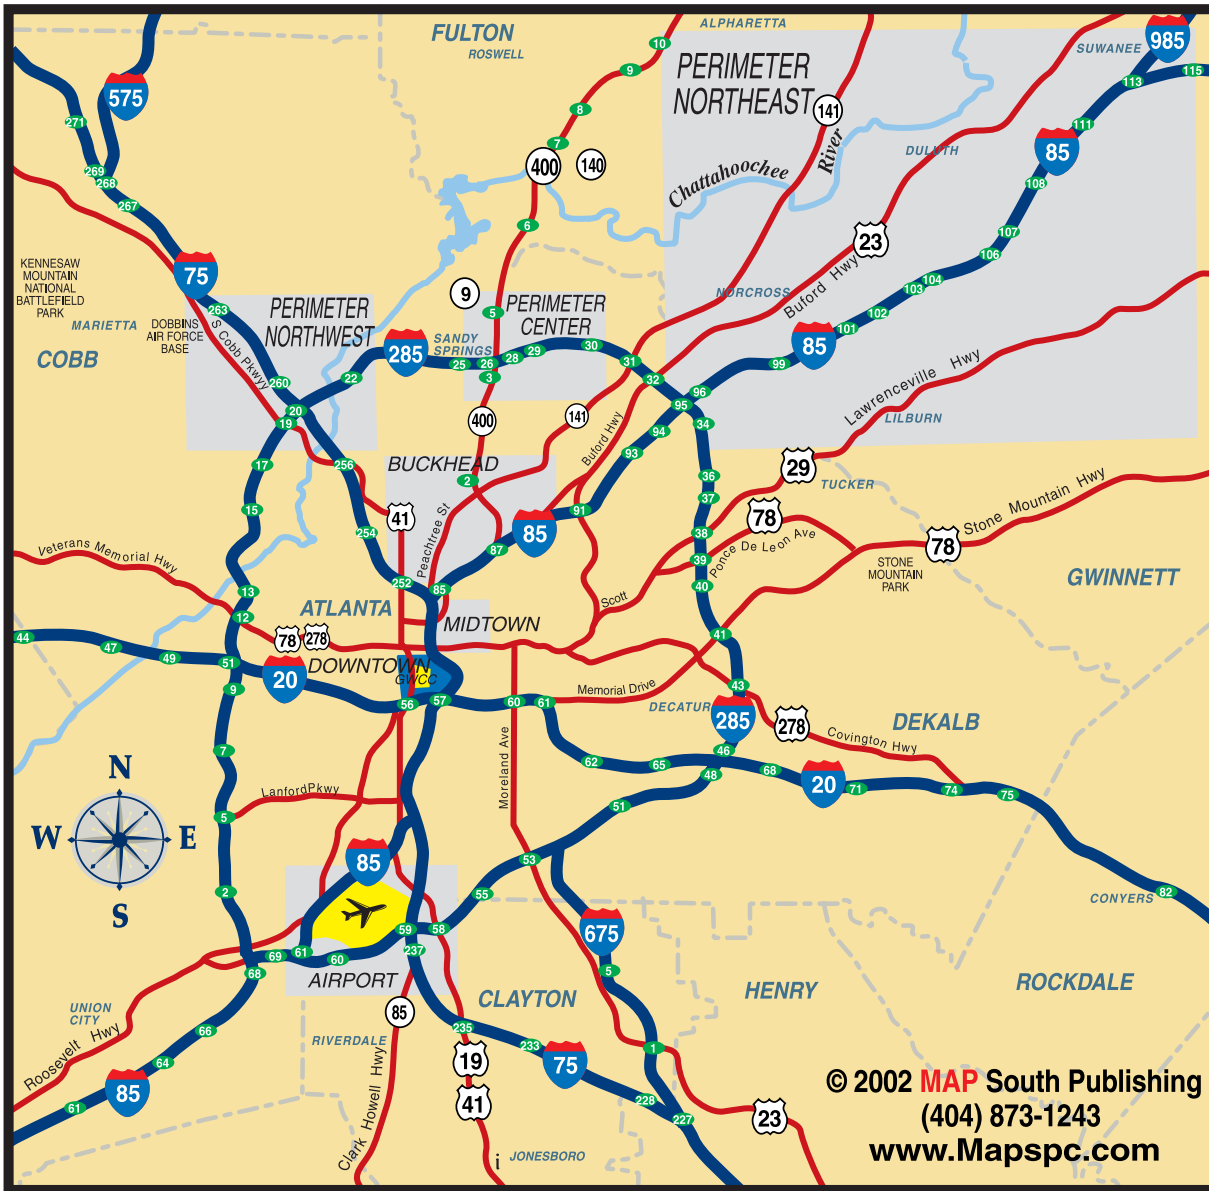 FULTON
ROSWELL
ALPHARETTA
10
9
8
7
400
140
6
575
271
269
268
267
75
263
PERIMETER
NORTHEAST
141
Chattahoochee
River
DULUTH
SUWANEE
985
113
115
111
85
108
107
106
104
103
102
101
85
99
23
Buford Hwy
NORCROSS
KENNESAW
MOUNTAIN
NATIONAL
BATTLEFIELD
PARK
MARIETTA
DOBBINS
AIR FORCE
BASE
COBB
S Cobb Pkwyy
PERIMETER
NORTHWEST
260
20
19
22
285
9
SANDY
SPRINGS
PERIMETER
CENTER
5
25
26
28
29
30
31
32
3
96
95
94
93
34
36
37
38
39
40
41
43
400
141
Buford Hwy
BUCKHEAD
2
Peachtree St
41
256
254
252
17
15
13
12
85
87
91
85
Lawrenceville Hwy
LILBURN
29
TUCKER
78
Ponce De Leon Ave
78
Stone Mountain Hwy
STONE
MOUNTAIN
PARK
GWINNETT
Veterans Memorial Hwy
ATLANTA
MIDTOWN
Scott
78
278
DOWNTOWN
GWCC
44
47
49
51
20
56
57
60
61
Memorial Drive
DECATUR
285
278
Covington Hwy
DEKALB
9
7
5
2
LanfordPkwy
Moreland Ave
62
65
46
48
68
20
71
74
75
82
CONYERS
51
53
55
N
W
E
S
85
59
58
237
60
61
69
68
AIRPORT
675
5
1
UNION
CITY
Roosevelt Hwy
66
64
61
85
RIVERDALE
85
Clark Howell Hwy
CLAYTON
235
233
75
19
41
228
227
23
i
JONESBORO
HENRY
ROCKDALE
© 2002 MAP South Publishing
(404) 873-1243
www.Mapspc.com